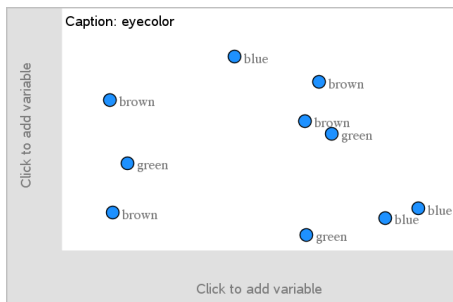 Caption: eyecolor
blue
brown
brown
brown
green
green
brown
blue
blue
green
Click to add variable
Click to add variable